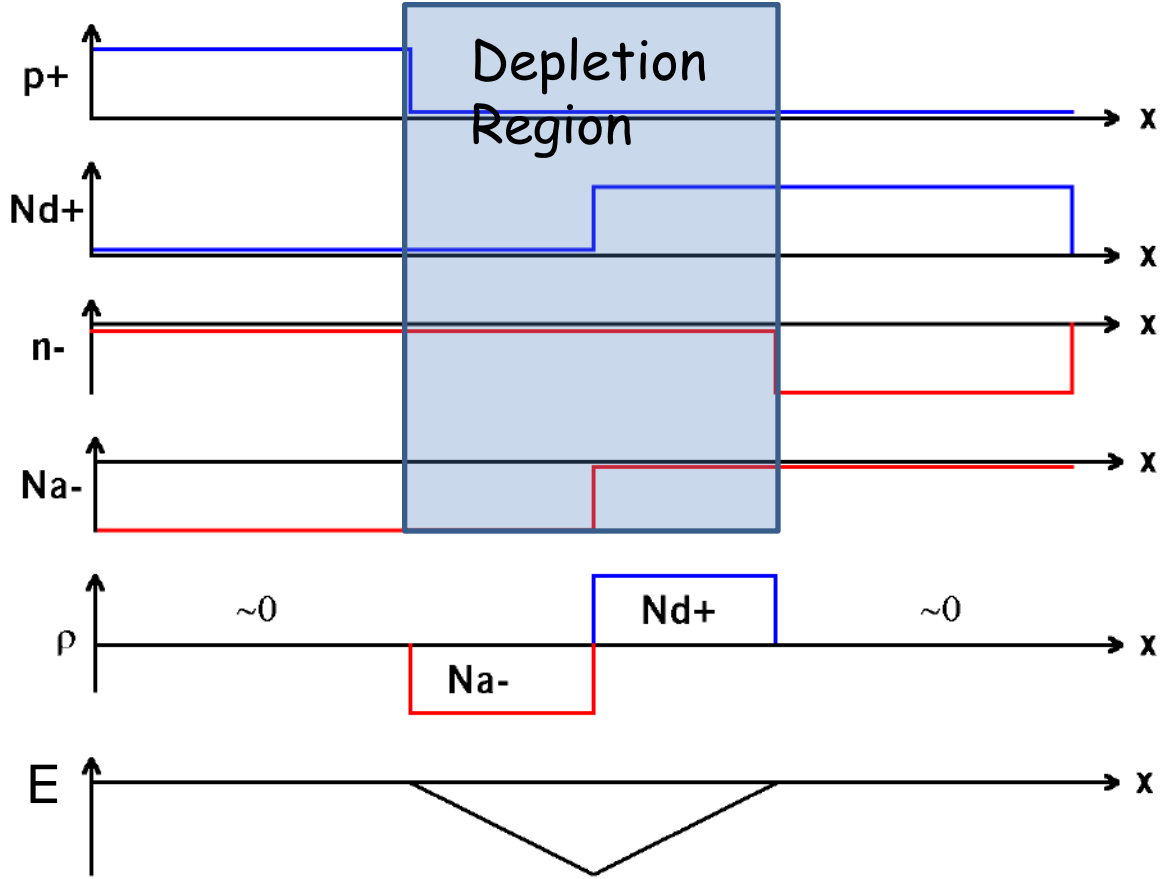 Depletion
Region
p+
x
Nd+
x
n-
x
Na-
x
~0
Nd+
~0
ρ
x
Na-
E
x